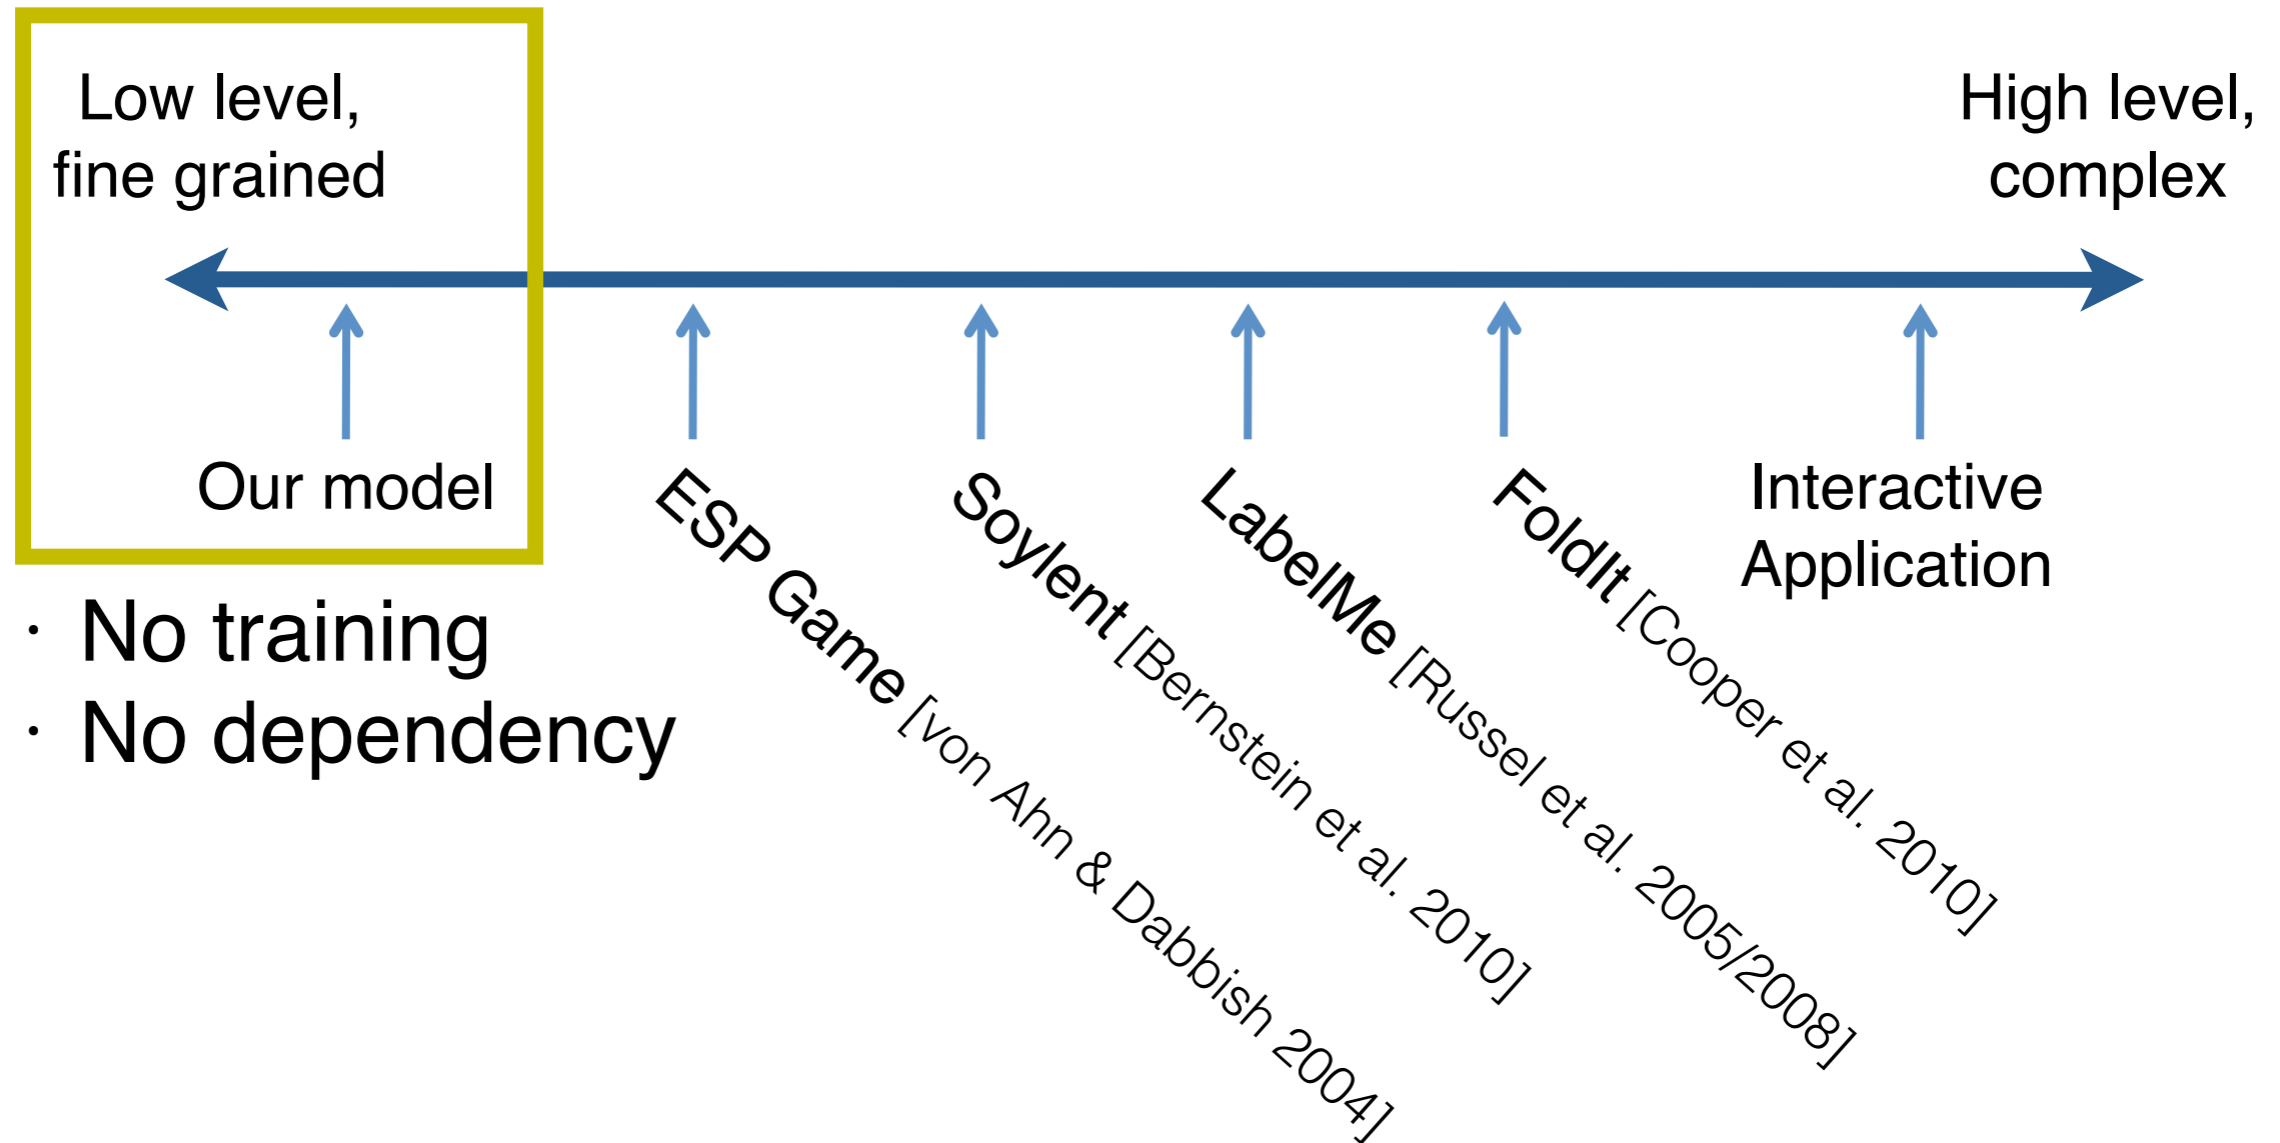 Low level,
fine grained
High level,
complex
Our model
ESP Game [von Ahn & Dabbish 2004]
Soylent [Bernstein et al. 2010]
LabelMe [Russel et al. 2005/2008]
FoldIt [Cooper et al. 2010]
Interactive
Application
· No training
· No dependency